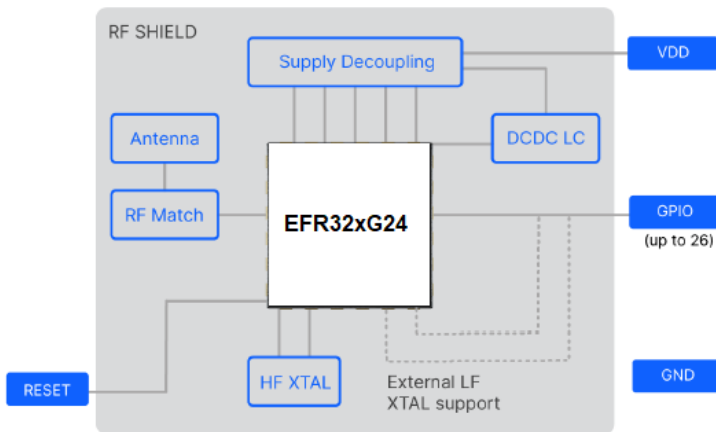 RF SHIELD
Supply Decoupling
VDD
Antenna
DCDC LC
RF Match
EFR32xG24
GPIO
(up to 26)
HF XTAL
External LF
XTAL support
RESET
GND